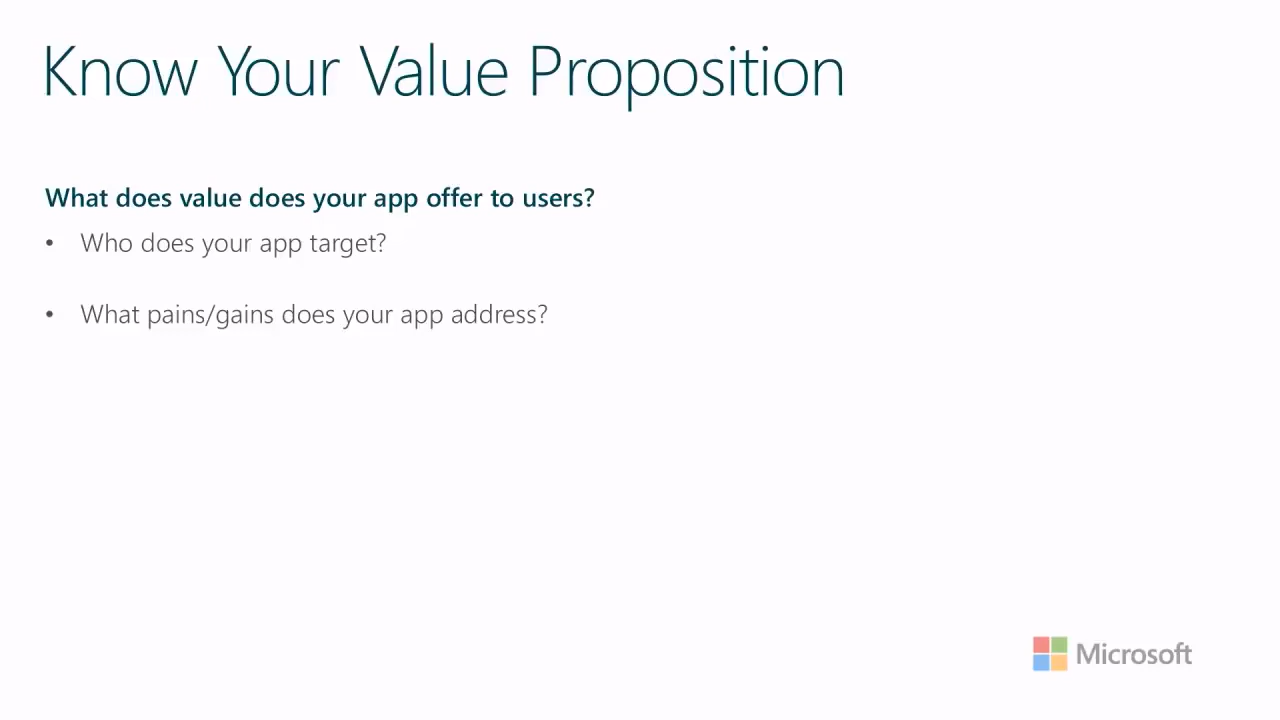 Know Your Value Proposition
What does value does your app offer to users?
• Who does your app target?
• What pains/gains does your app address?
Microsoft